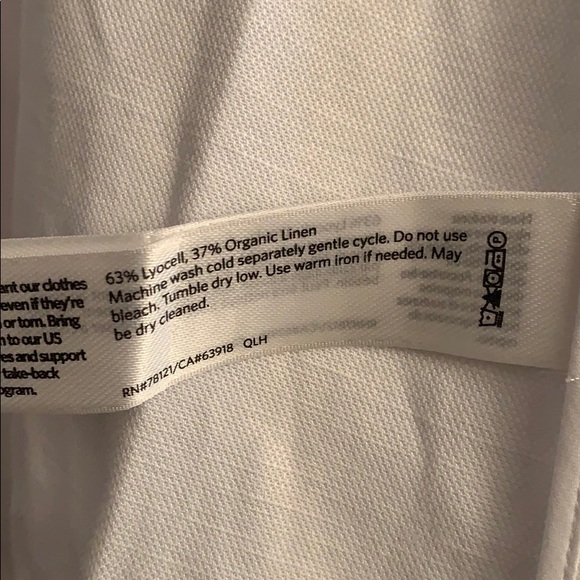 ant our clothes
even if they're
or torn. Bring
to our US
es and support
take-back
ogram.
63% Lyocell, 37% Organic Linen
Machine wash cold separately gentle cycle. Do not use
bleach. Tumble dry low. Use warm iron if needed. May
be dry cleaned.
RN#78121/CA#63918 QLH
P